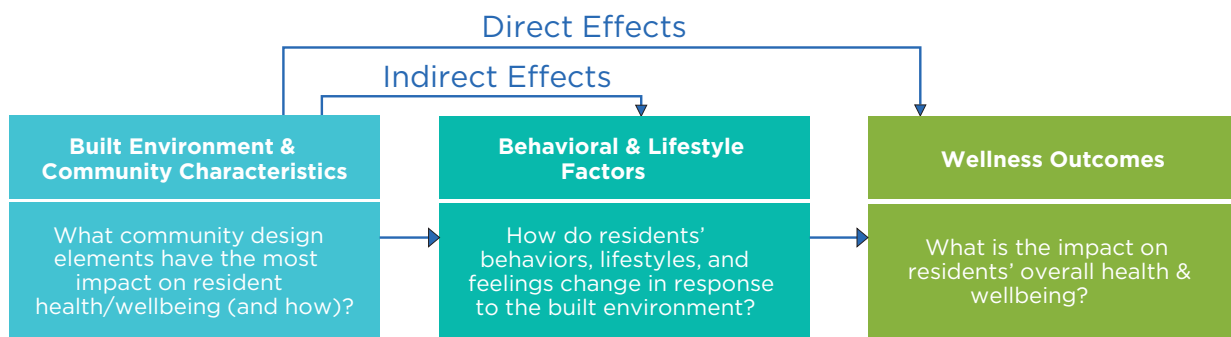 Direct Effects
Indirect Effects
Built Environment &
Community Characteristics
What community design
elements have the most
impact on resident
health/wellbeing (and how)?
Behavioral & Lifestyle
Factors
How do residents’
behaviors, lifestyles, and
feelings change in response
to the built environment?
Wellness Outcomes
What is the impact on
residents’ overall health &
wellbeing?